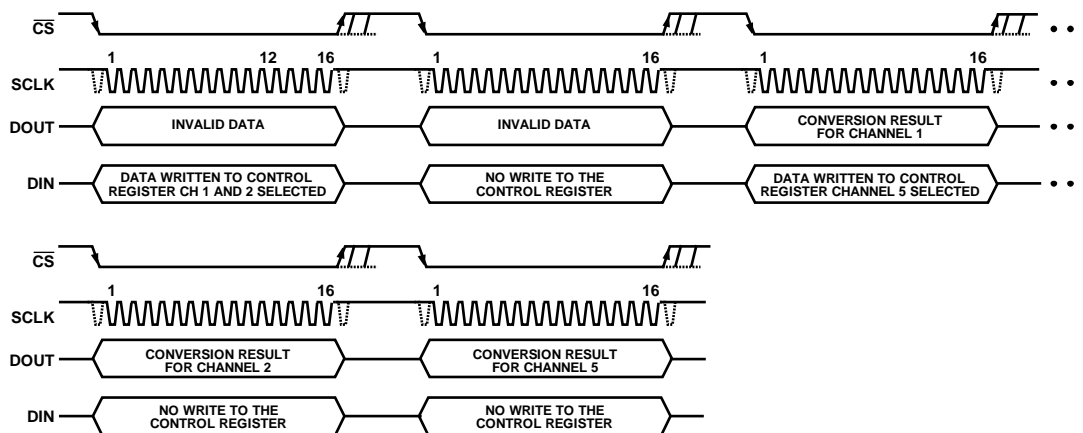 CS
1 12 16 1 16 1 16
SCLK
DOUT INVALID DATA INVALID DATA CONVERSION RESULT
FOR CHANNEL 1
DIN DATA WRITTEN TO CONTROL
REGISTER CH 1 AND 2 SELECTED
NO WRITE TO THE
CONTROL REGISTER
DATA WRITTEN TO CONTROL
REGISTER CHANNEL 5 SELECTED
CS
1 16 1 16
SCLK
DOUT CONVERSION RESULT
FOR CHANNEL 2
CONVERSION RESULT
FOR CHANNEL 5
DIN NO WRITE TO THE
CONTROL REGISTER
NO WRITE TO THE
CONTROL REGISTER